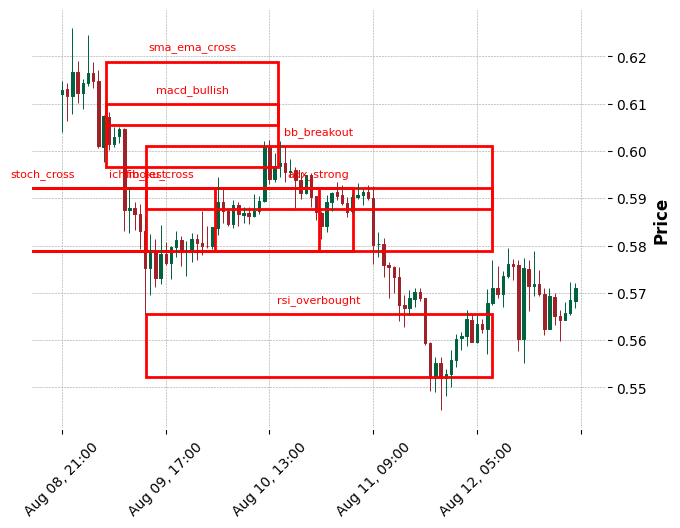 sma_ema_cross
0.62
macd_bullish
0.61
bb_breakout
0.60
stoch_cross
adx_strong
0.59
Price
0.58
rsi_overbought
0.57
0.56
0.55
Aug 08, 21:00
Aug 09, 17:00
Aug 10, 13:00
Aug 11, 09:00
Aug 12, 05:00